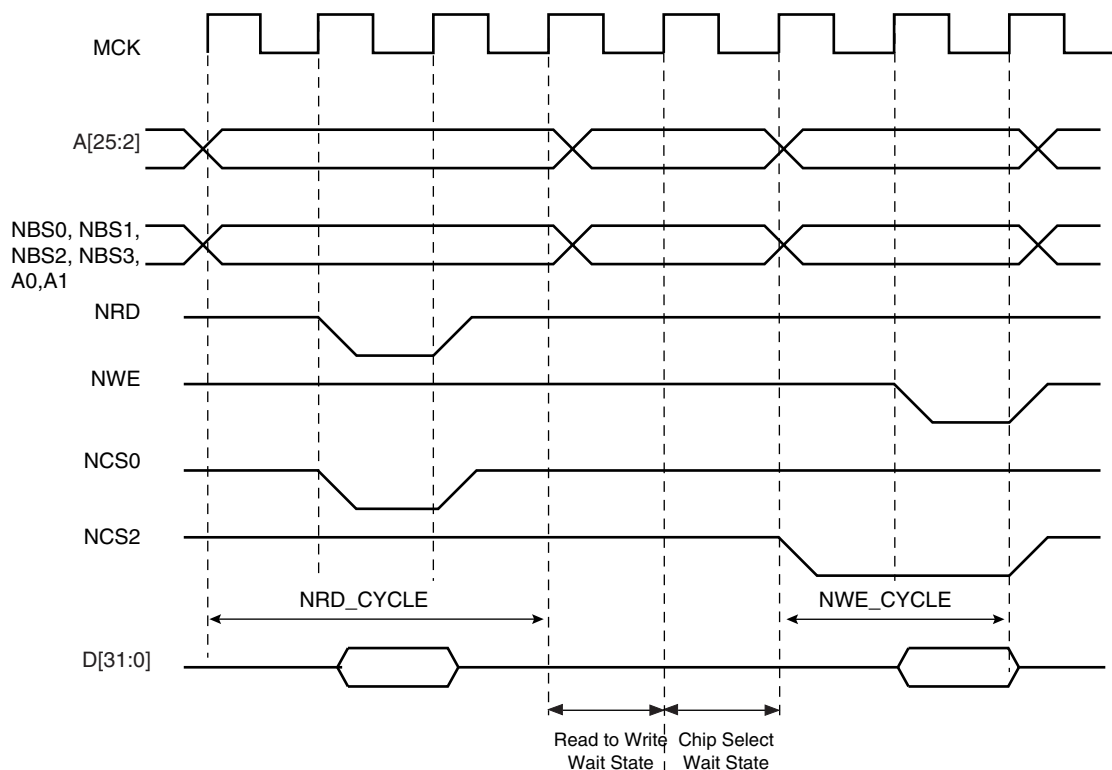 MCK
A[25:2]
NBS0, NBS1,
NBS2, NBS3,
A0,A1
NRD
NWE
NCS0
NCS2
NRD_CYCLE
NWE_CYCLE
D[31:0]
Read to Write
Wait State
Chip Select
Wait State